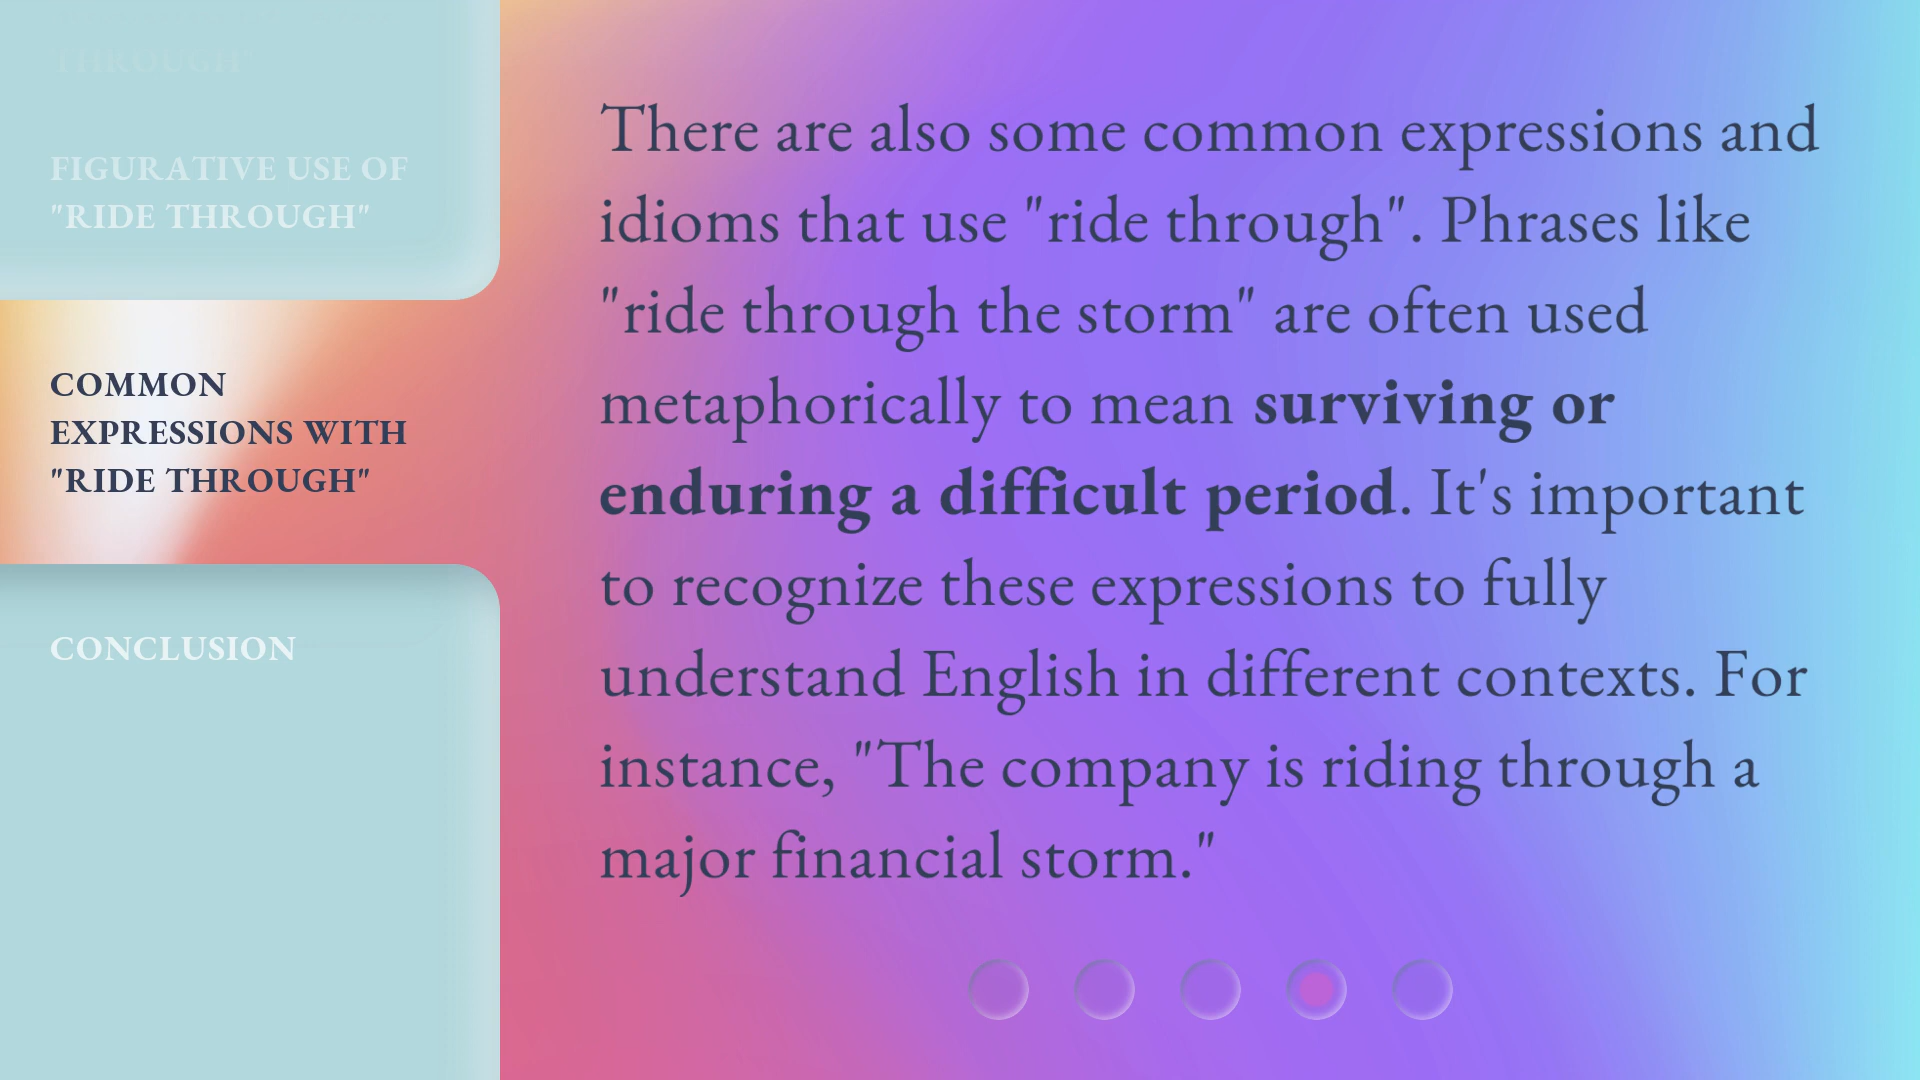 THROUGH"
FIGURATIVE USE OF
"RIDE THROUGH"
COMMON
EXPRESSIONS WITH
"RIDE THROUGH"
CONCLUSION
There are also some common expressions and
idioms that use "ride through". Phrases like
"ride through the storm" are often used
metaphorically to mean surviving or
enduring a difficult period. It's important
to recognize these expressions to fully
understand English in different contexts. For
instance, "The company is riding through a
major financial storm."